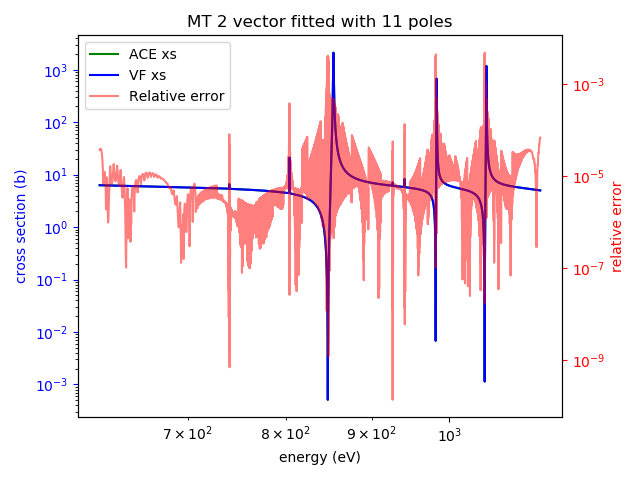 MT 2 vector fitted with 11 poles
ACE xs
VF xs
Relative error
cross section (b)
10³
10²
10¹
10⁰
10⁻¹
10⁻²
10⁻³
10⁻³
10⁻⁵
10⁻⁷
10⁻⁹
relative error
7 × 10² 8 × 10² 9 × 10² 10³
energy (eV)